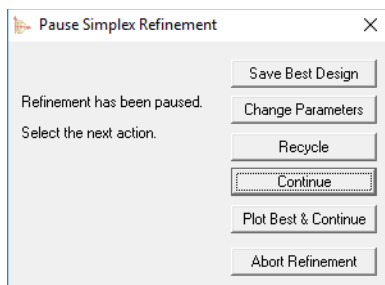 Pause Simplex Refinement
Save Best Design
Refinement has been paused.
Change Parameters
Select the next action.
Recycle
Continue
Plot Best & Continue
Abort Refinement